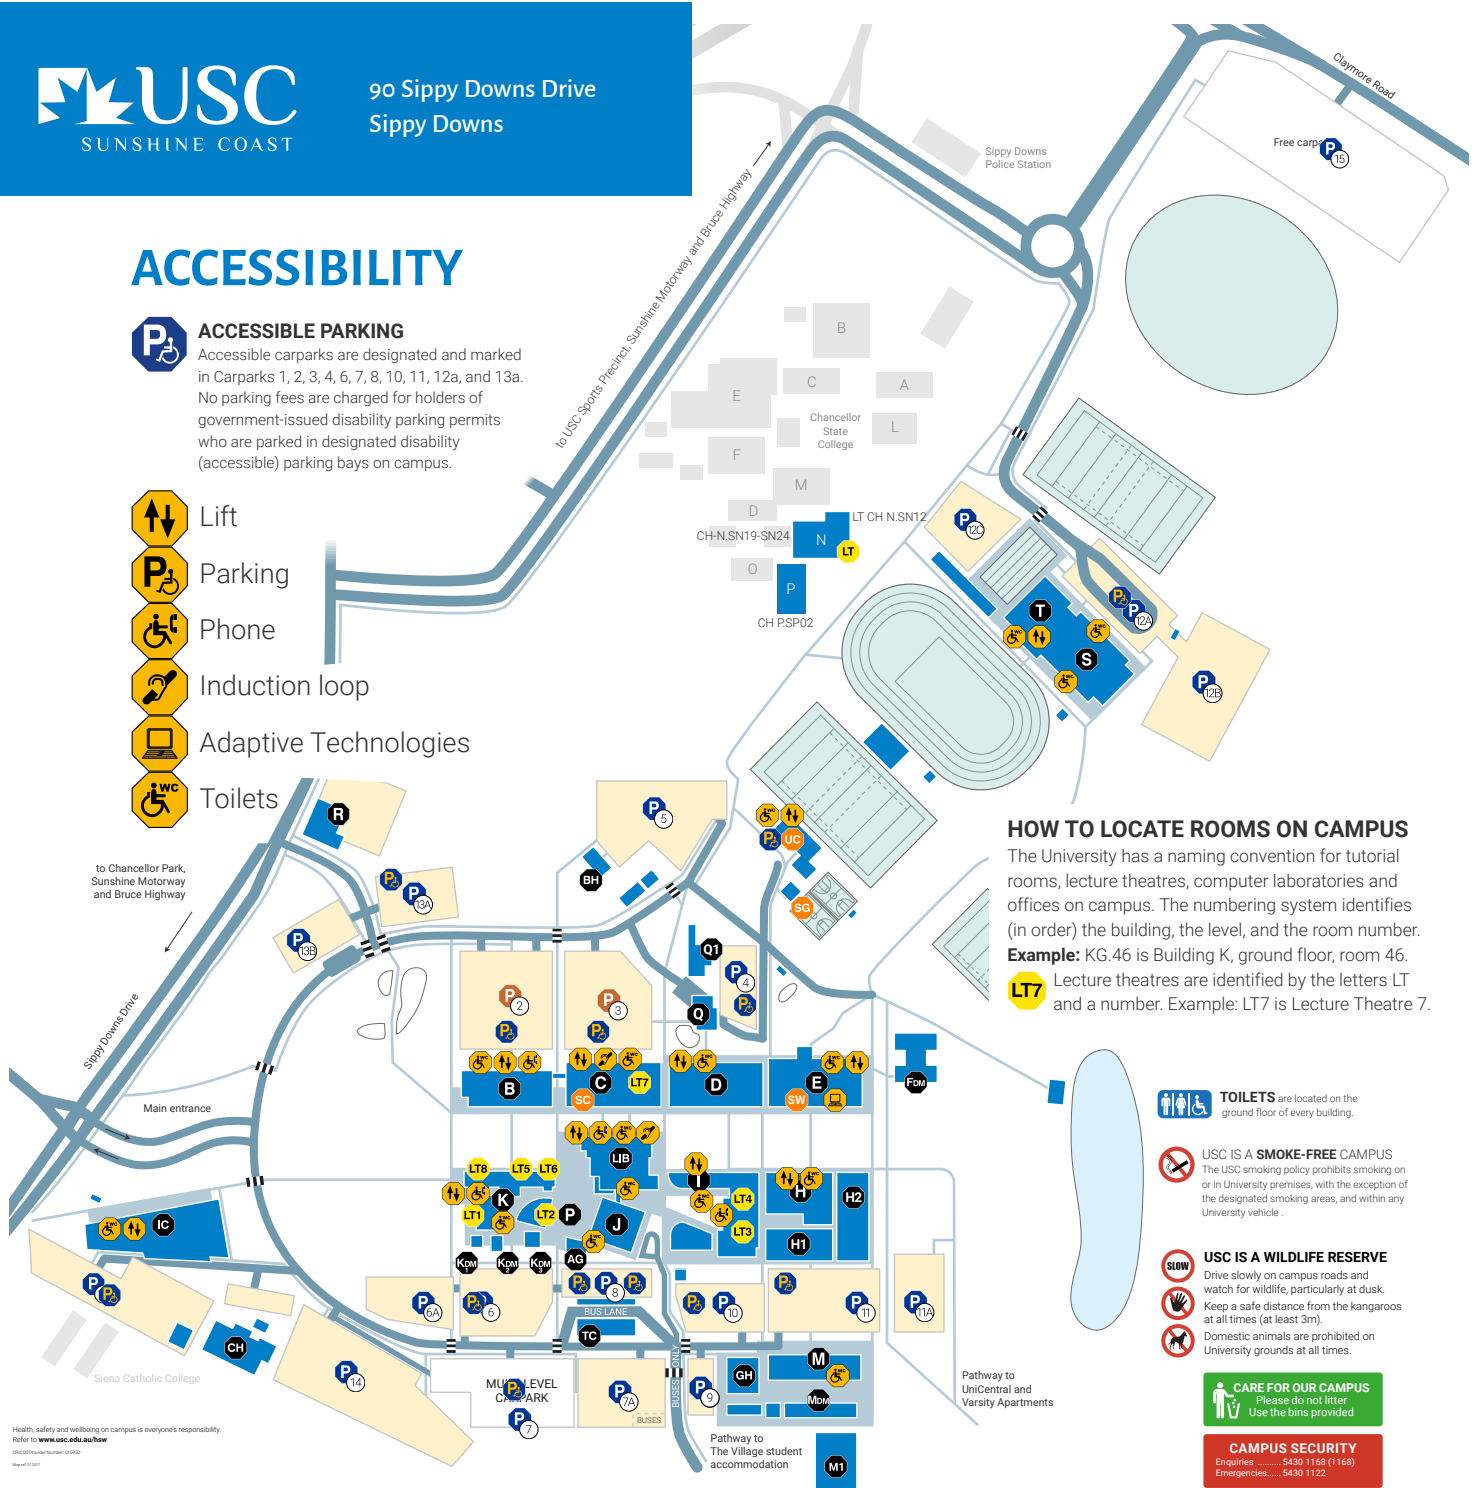 USC
SUNSHINE COAST
90 Sippy Downs Drive
Sippy Downs
ACCESSIBILITY
P
ACCESSIBLE PARKING
Accessible carparks are designated and marked
in Carparks 1, 2, 3, 4, 6, 7, 8, 10, 11, 12a, and 13a.
No parking fees are charged for holders of
government-issued disability parking permits
who are parked in designated disability
(accessible) parking bays on campus.
Lift
P Parking
Phone
Induction loop
Adaptive Technologies
WC Toilets
to USC Sports Precinct, Sunshine Motorway and Bruce Highway
Claymore Road
Free carpa
P 15
Sippy Downs
Police Station
B
C
A
E
L
F
M
D
O
Chancellor
State
College
LT CH N.SN12
CH-N.SN19-SN24
N
LT
P
CH P.SP02
P 12C
T
S
P
P 12A
P 12B
R
to Chancellor Park,
Sunshine Motorway
and Bruce Highway
P
P 13A
P 13B
Sippy Downs Drive
Main entrance
P 5
BH
UC
SG
Q1
Q
P 4
P 2
P 3
B
C
LT7
SC
D
E
SW
FDM
LIB
LT8
LT5
LT6
K
LT1
LT2
P
J
T
LT4
LT3
H
H2
H1
KDM 1
KDM 2
KDM 3
AG
IC
P
CH
Siena Catholic College
P 14
P 6A
P 6
P 8
BUS LANE
TC
BUSES ONLY
P 10
P 11
P 11A
MULTI LEVEL
CARPARK
P 7
P 7A
BUSES
P 9
GH
M
MDM
M1
Pathway to
UniCentral and
Varsity Apartments
Pathway to
The Village student
accommodation
HOW TO LOCATE ROOMS ON CAMPUS
The University has a naming convention for tutorial
rooms, lecture theatres, computer laboratories and
offices on campus. The numbering system identifies
(in order) the building, the level, and the room number.
Example: KG.46 is Building K, ground floor, room 46.
LT7 Lecture theatres are identified by the letters LT
and a number. Example: LT7 is Lecture Theatre 7.
TOILETS are located on the
ground floor of every building.
USC IS A SMOKE-FREE CAMPUS
The USC smoking policy prohibits smoking on
or in University premises, with the exception of
the designated smoking areas, and within any
University vehicle .
SLOW
USC IS A WILDLIFE RESERVE
Drive slowly on campus roads and
watch for wildlife, particularly at dusk.
Keep a safe distance from the kangaroos
at all times (at least 3m).
Domestic animals are prohibited on
University grounds at all times.
CARE FOR OUR CAMPUS
Please do not litter
Use the bins provided
CAMPUS SECURITY
Enquiries .......... 5430 1168 (1168)
Emergencies...... 5430 1122
Health, safety and wellbeing on campus is everyone's responsibility.
Refer to www.usc.edu.au/hsw